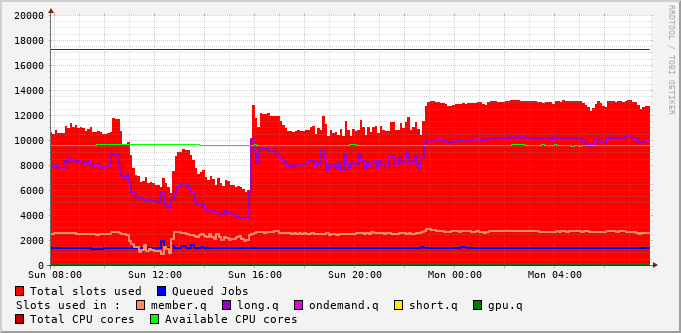 20000
18000
16000
14000
12000
10000
8000
6000
4000
2000
0
Sun 08:00 Sun 12:00 Sun 16:00 Sun 20:00 Mon 00:00 Mon 04:00
Total slots used Queued Jobs
Slots used in : member.q long.q ondemand.q short.q gpu.q
Total CPU cores Available CPU cores
RRDTOOL / TOBI OETIKER